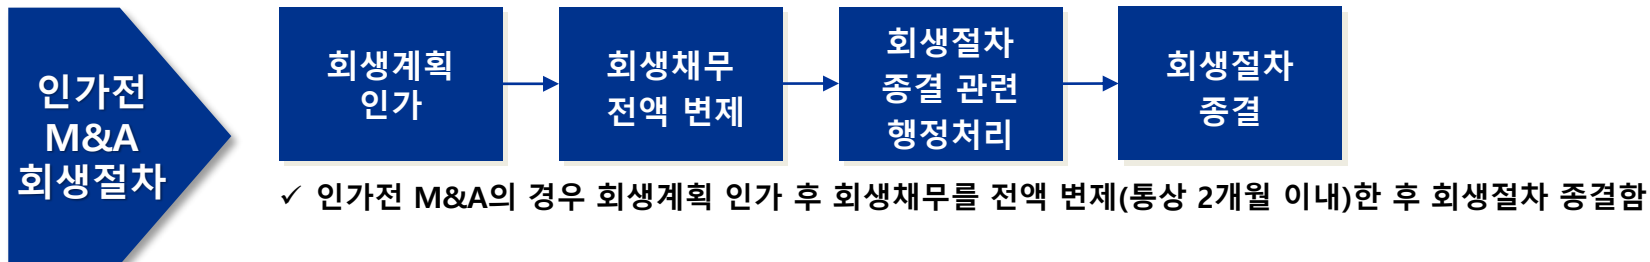 인가전
M&A
회생절차
회생계획
인가
회생채무
전액 변제
회생절차
종결 관련
행정처리
회생절차
종결
✓ 인가전 M&A의 경우 회생계획 인가 후 회생채무를 전액 변제(통상 2개월 이내)한 후 회생절차 종결함